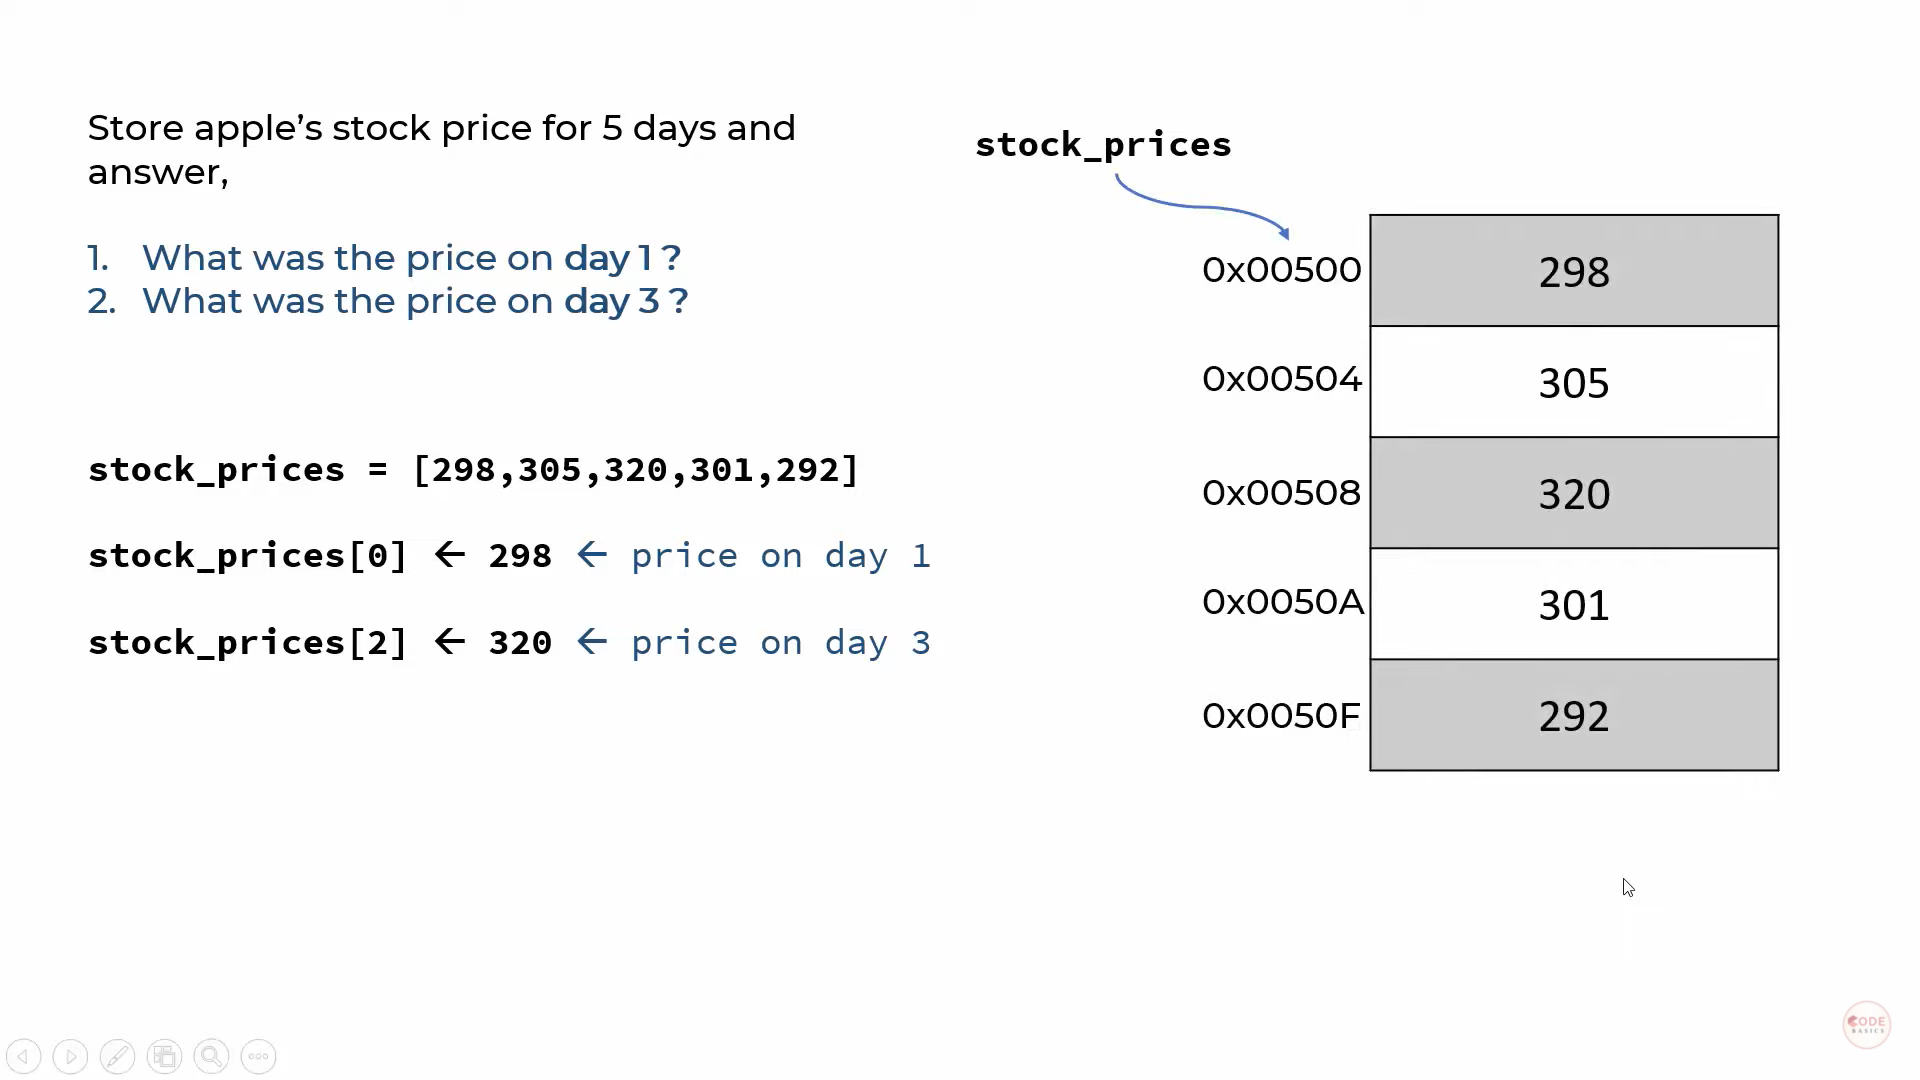 Store apple’s stock price for 5 days and
answer,
1. What was the price on day 1 ?
2. What was the price on day 3 ?
stock_prices = [298,305,320,301,292]
stock_prices[0] ← 298 ← price on day 1
stock_prices[2] ← 320 ← price on day 3
stock_prices
0x00500 298
0x00504 305
0x00508 320
0x0050A 301
0x0050F 292
CODE
BASICS